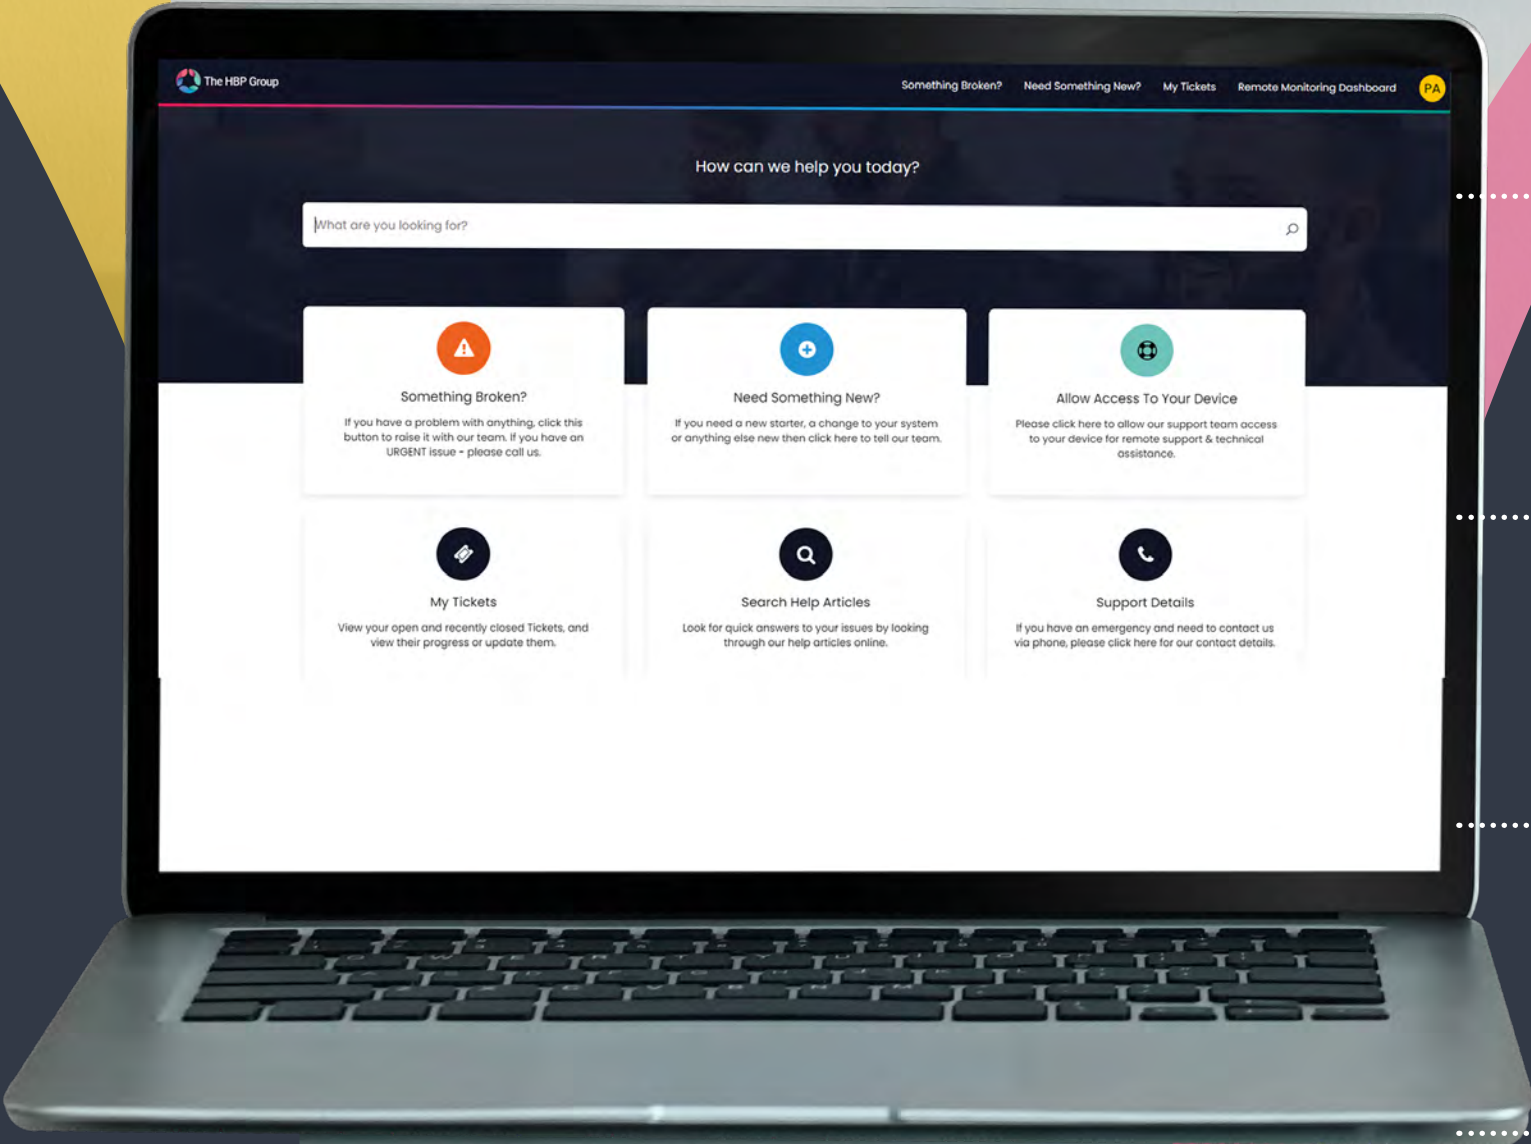 The HBP Group
Something Broken? Need Something New? My Tickets Remote Monitoring Dashboard PA
How can we help you today?
What are you looking for?
Something Broken?
If you have a problem with anything, click this
button to raise it with our team. If you have an
URGENT issue - please call us.
Need Something New?
If you need a new starter, a change to your system
or anything else new then click here to tell our team.
Allow Access To Your Device
Please click here to allow our support team access
to your device for remote support & technical
assistance.
My Tickets
View your open and recently closed Tickets, and
view their progress or update them.
Search Help Articles
Look for quick answers to your issues by looking
through our help articles online.
Support Details
If you have an emergency and need to contact us
via phone, please click here for our contact details.